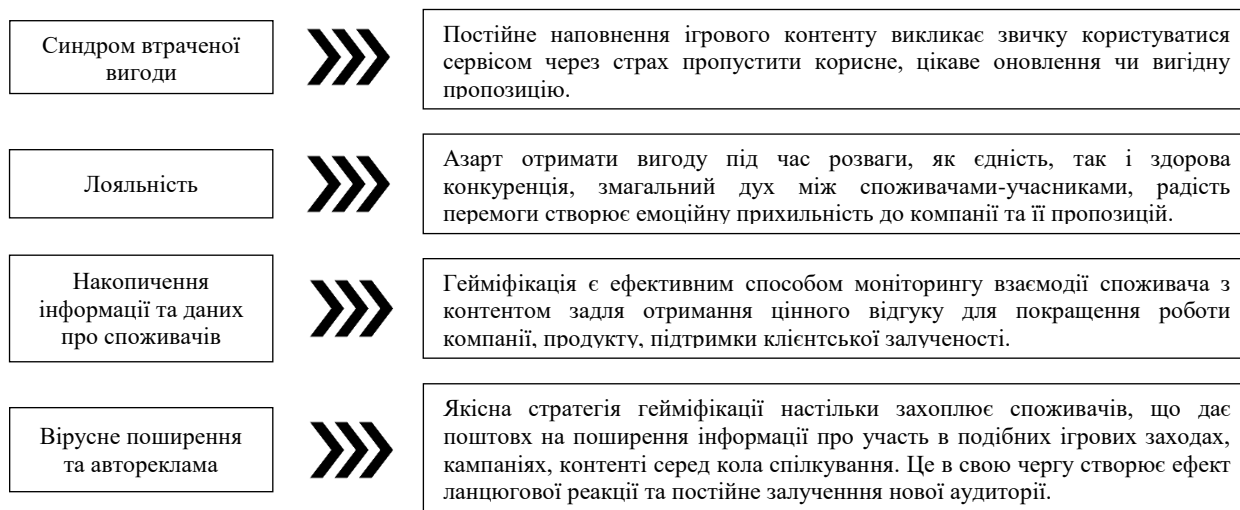 Синдром втраченої
вигоди
Постійне наповнення ігрового контенту викликає звичку користуватися
сервісом через страх пропустити корисне, цікаве оновлення чи вигідну
пропозицію.
Лояльність
Азарт отримати вигоду під час розваги, як єдність, так і здорова
конкуренція, змагальний дух між споживачами-учасниками, радість
перемоги створює емоційну прихильність до компанії та її пропозицій.
Накопичення
інформації та даних
про споживачів
Гейміфікація є ефективним способом моніторингу взаємодії споживача з
контентом задля отримання цінного відгуку для покращення роботи
компанії, продукту, підтримки клієнтської залученості.
Вірусне поширення
та автореклама
Якісна стратегія гейміфікації настільки захоплює споживачів, що дає
поштовх на поширення інформації про участь в подібних ігрових заходах,
кампаніях, контенті серед кола спілкування. Це в свою чергу створює ефект
ланцюгової реакції та постійне залученння нової аудиторії.